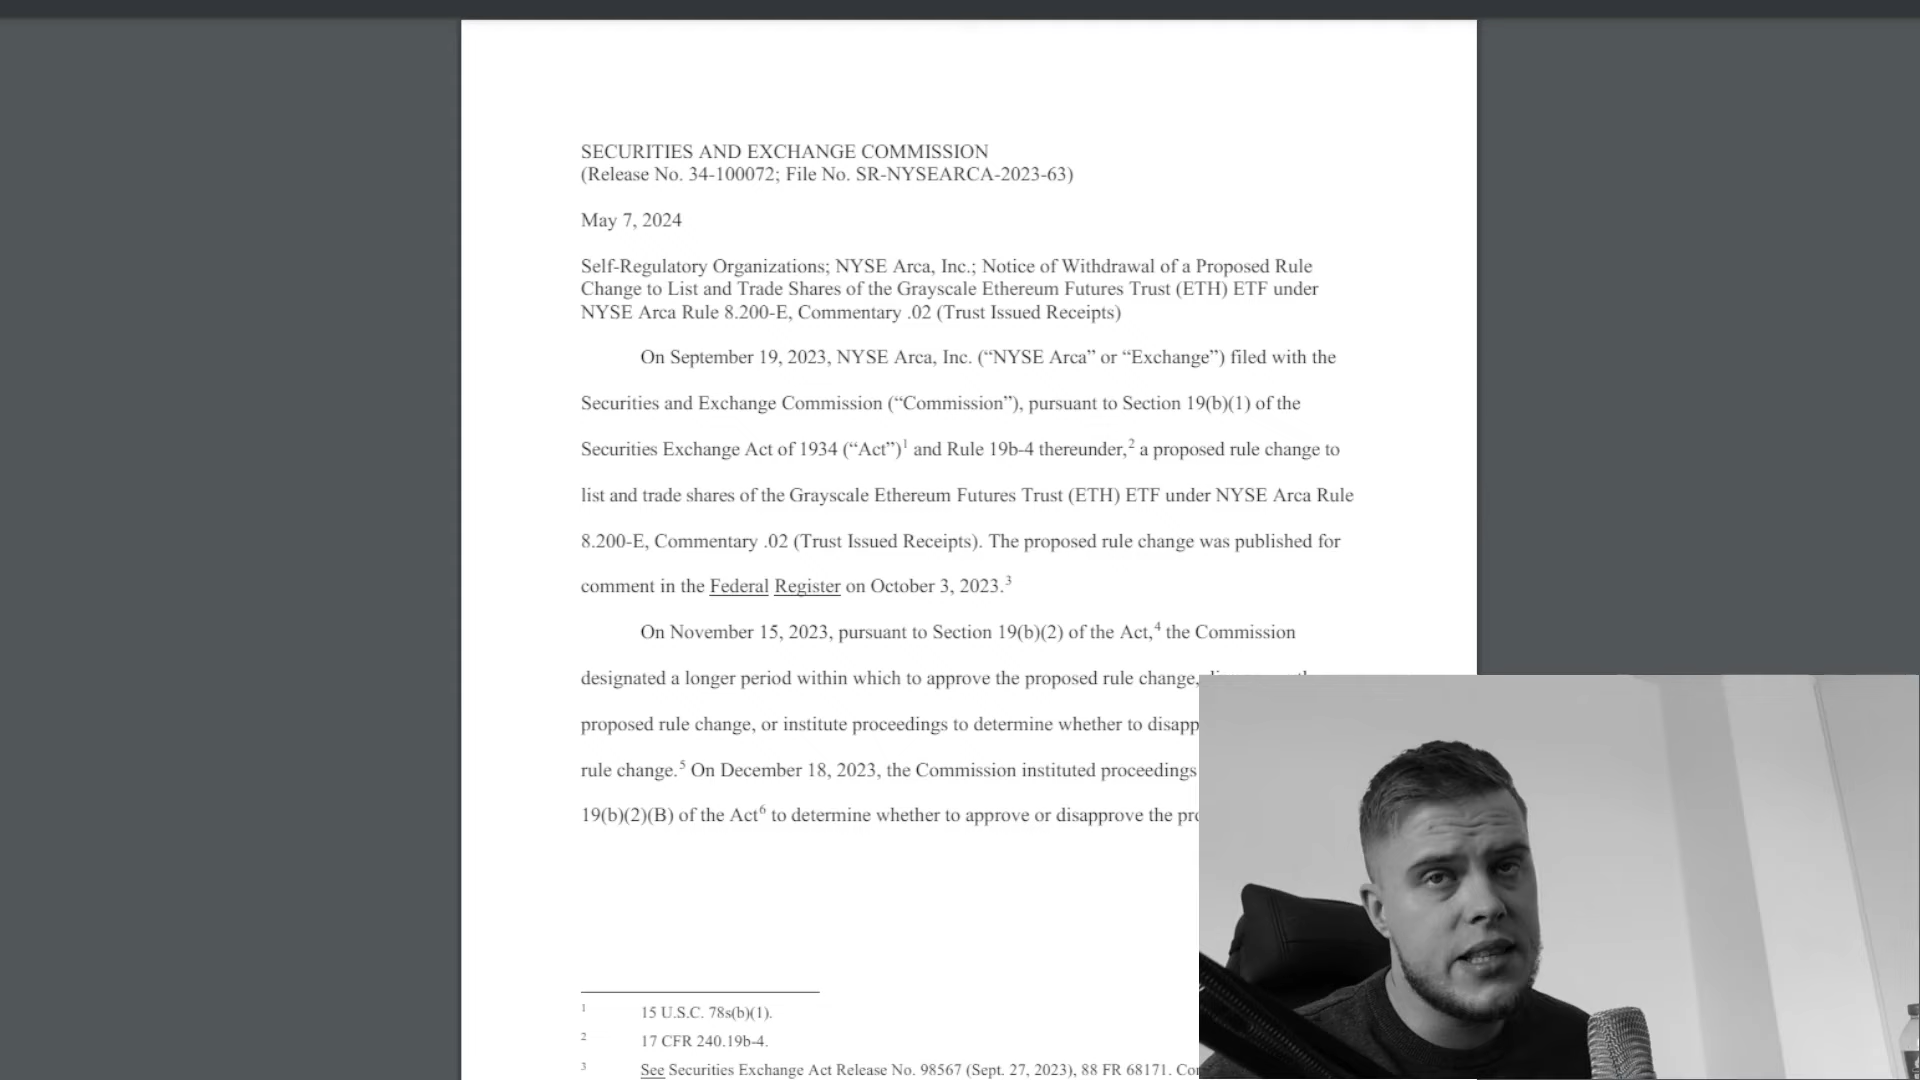 SECURITIES AND EXCHANGE COMMISSION
(Release No. 34-100072; File No. SR-NYSEARCA-2023-63)
May 7, 2024
Self-Regulatory Organizations; NYSE Arca, Inc.; Notice of Withdrawal of a Proposed Rule
Change to List and Trade Shares of the Grayscale Ethereum Futures Trust (ETH) ETF under
NYSE Arca Rule 8.200-E, Commentary .02 (Trust Issued Receipts)
On September 19, 2023, NYSE Arca, Inc. (“NYSE Arca” or “Exchange”) filed with the
Securities and Exchange Commission (“Commission”), pursuant to Section 19(b)(1) of the
Securities Exchange Act of 1934 (“Act”)1 and Rule 19b-4 thereunder,2 a proposed rule change to
list and trade shares of the Grayscale Ethereum Futures Trust (ETH) ETF under NYSE Arca Rule
8.200-E, Commentary .02 (Trust Issued Receipts). The proposed rule change was published for
comment in the Federal Register on October 3, 2023.3
On November 15, 2023, pursuant to Section 19(b)(2) of the Act,4 the Commission
designated a longer period within which to approve the proposed rule change,
proposed rule change, or institute proceedings to determine whether to disapp
rule change.5 On December 18, 2023, the Commission instituted proceedings
19(b)(2)(B) of the Act6 to determine whether to approve or disapprove the pro
1 15 U.S.C. 78s(b)(1).
2 17 CFR 240.19b-4.
3 See Securities Exchange Act Release No. 98567 (Sept. 27, 2023), 88 FR 68171. Co